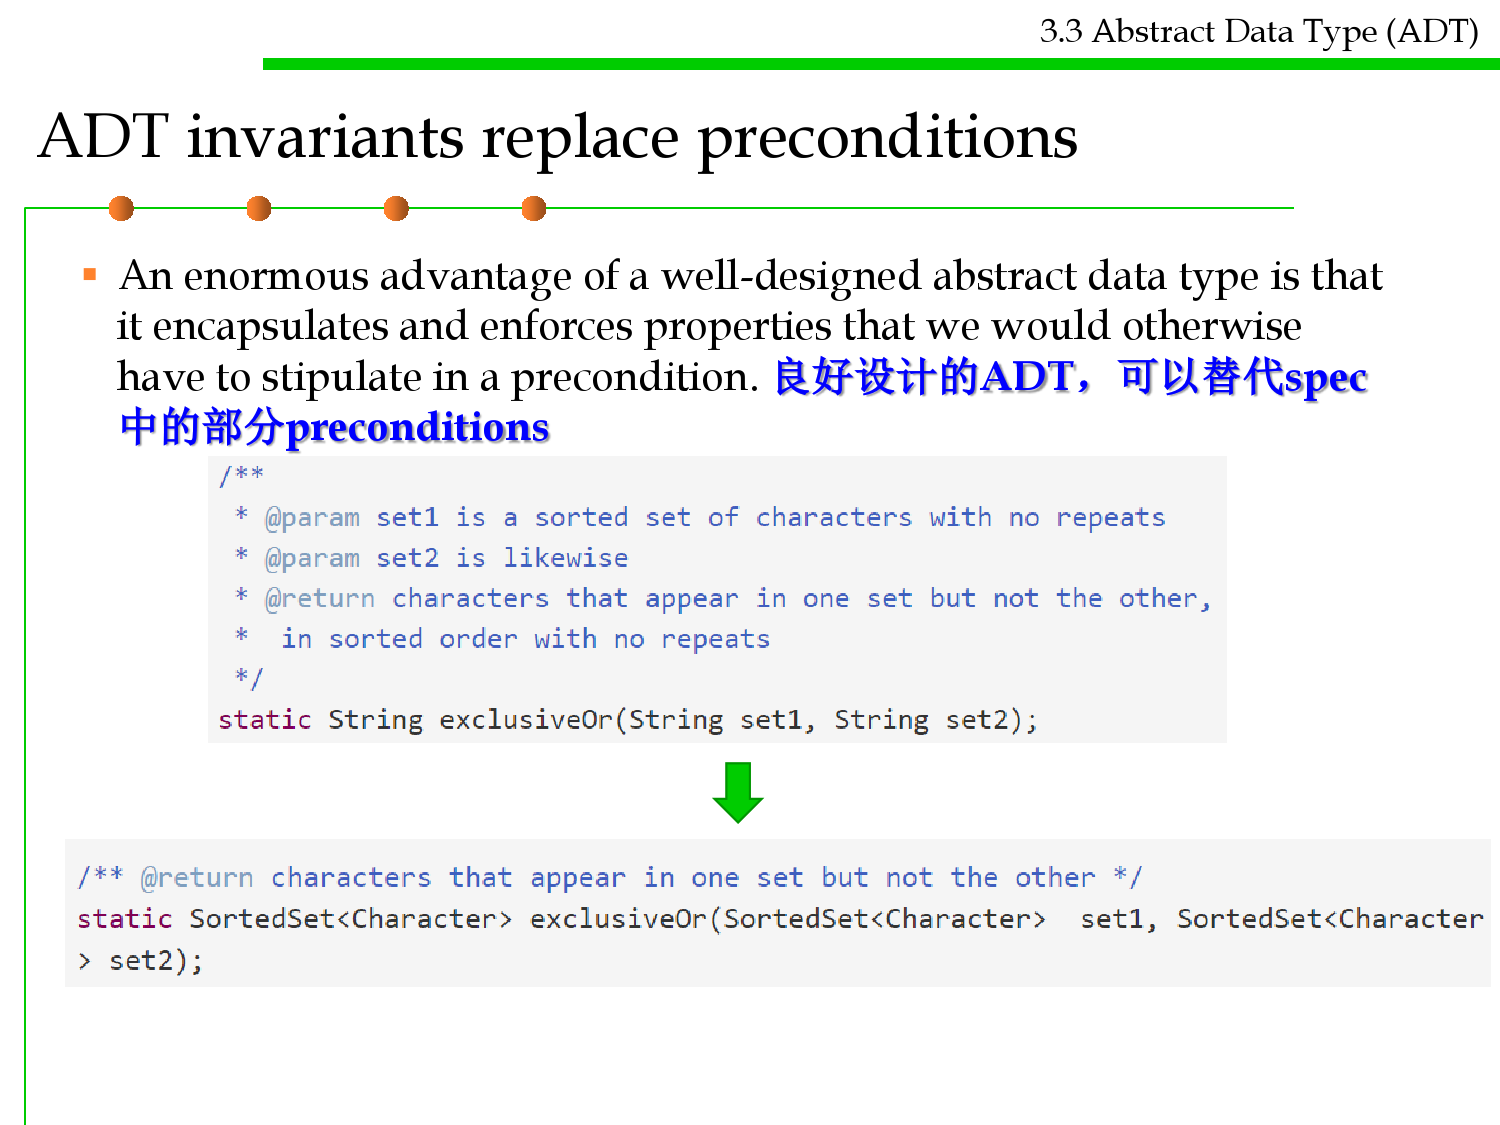 3.3 Abstract Data Type (ADT)
ADT invariants replace preconditions
An enormous advantage of a well-designed abstract data type is that
it encapsulates and enforces properties that we would otherwise
have to stipulate in a precondition. 良好设计的ADT，可以替代spec
中的部分preconditions
/**
 * @param set1 is a sorted set of characters with no repeats
 * @param set2 is likewise
 * @return characters that appear in one set but not the other,
 *  in sorted order with no repeats
 */
static String exclusiveOr(String set1, String set2);
/** @return characters that appear in one set but not the other */
static SortedSet<Character> exclusiveOr(SortedSet<Character>  set1, SortedSet<Character
> set2);